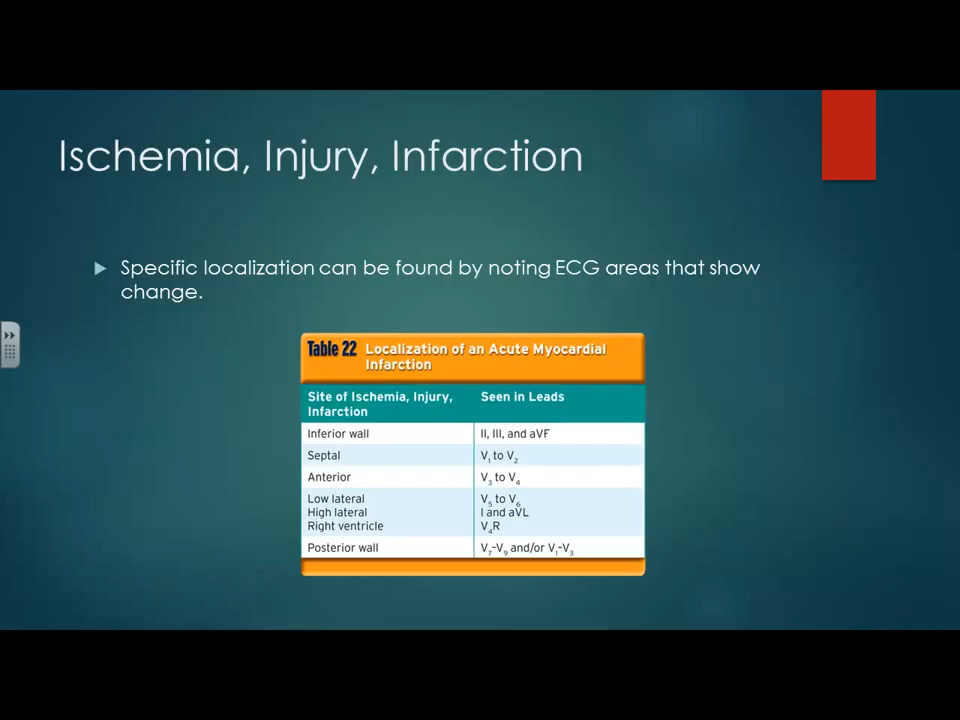 Ischemia, Injury, Infarction
Specific localization can be found by noting ECG areas that show
change.
Table 22 Localization of an Acute Myocardial
Infarction
Site of Ischemia, Injury, Seen in Leads
Infarction
Inferior wall II, III, and aVF
Septal V₁ to V₂
Anterior V₃ to V₄
Low lateral V₅ to V₆
High lateral I and aVL
Right ventricle V₄R
Posterior wall V₇–V₉ and/or V₁–V₃